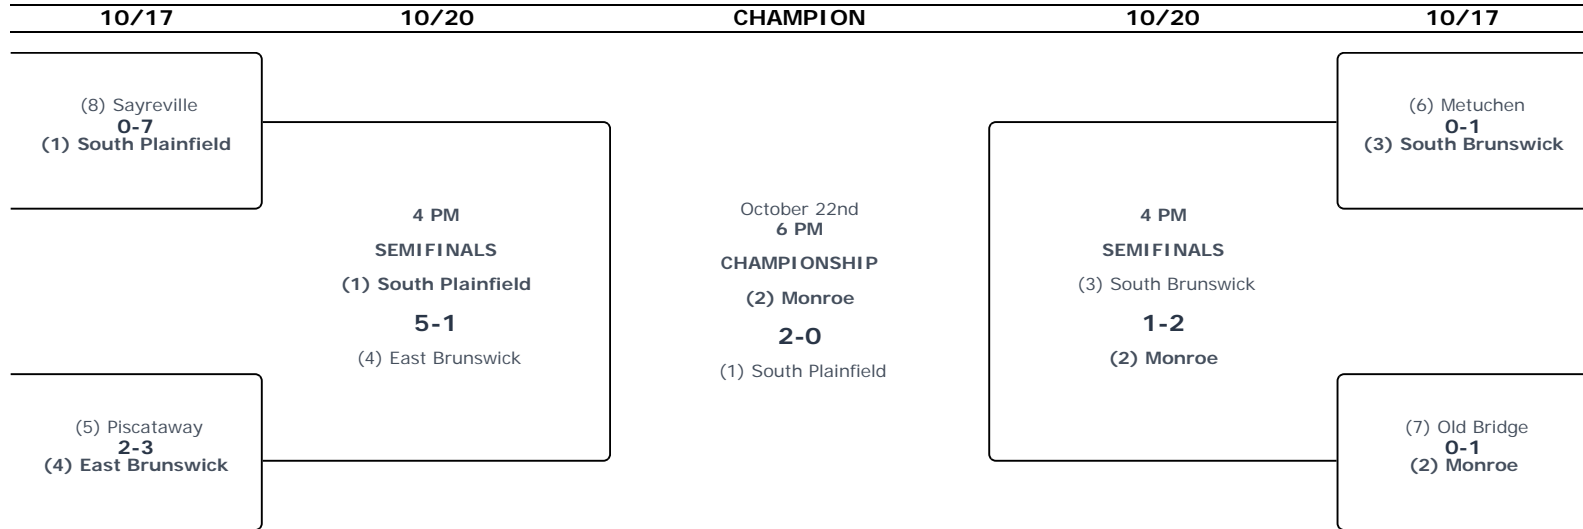 10/17
10/20
CHAMPION
10/20
10/17
(8) Sayreville
0-7
(1) South Plainfield
(5) Piscataway
2-3
(4) East Brunswick
4 PM
SEMIFINALS
(1) South Plainfield
5-1
(4) East Brunswick
October 22nd
6 PM
CHAMPIONSHIP
(2) Monroe
2-0
(1) South Plainfield
4 PM
SEMIFINALS
(3) South Brunswick
1-2
(2) Monroe
(6) Metuchen
0-1
(3) South Brunswick
(7) Old Bridge
0-1
(2) Monroe